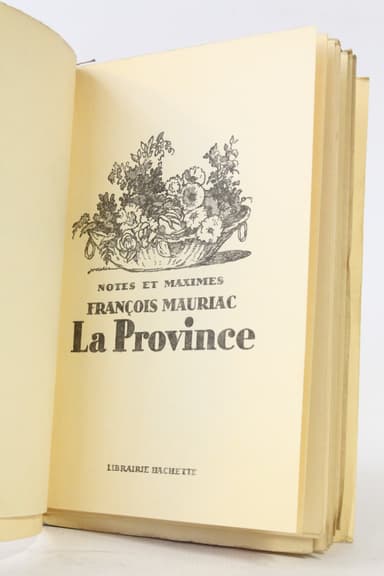 NOTES ET MAXIMES
FRANÇOIS MAURIAC
La Province
LIBRAIRIE HACHETTE